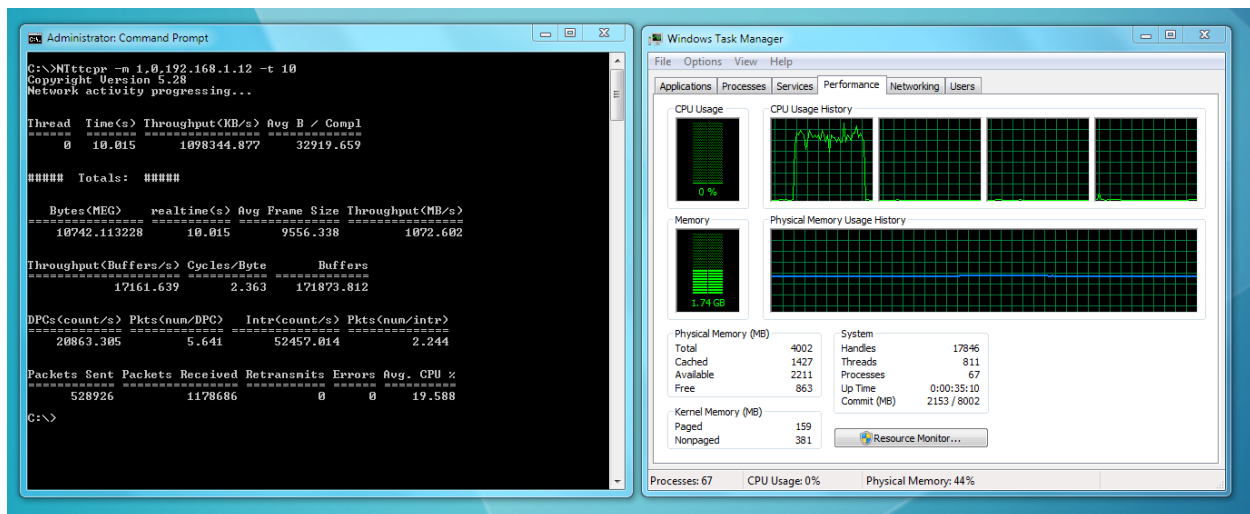 Administrator: Command Prompt
C:\>NTttcpr -m 1,0,192.168.1.12 -t 10
Copyright Version 5.28
Network activity progressing...
Thread  Time(s) Throughput(KB/s) Avg B / Compl
====== ======= ================ =============
0  10.015  1098344.877  32919.659
#####  Totals:  #####
Bytes(MEG)  realtime(s) Avg Frame Size Throughput(MB/s)
================ =========== ============== ================
10742.113228  10.015  9556.338  1072.602
Throughput(Buffers/s) Cycles/Byte  Buffers
===================== =========== =============
17161.639  2.363  171873.812
DPCs(count/s) Pkts(num/DPC)  Intr(count/s) Pkts(num/intr)
============= ============= =============== ==============
20863.305  5.641  52457.014  2.244
Packets Sent Packets Received Retransmits Errors Avg. CPU %
============ ================ =========== ====== ==========
528926  1178686  0  0  19.588
C:\>
Windows Task Manager
File  Options  View  Help
Applications  Processes  Services  Performance  Networking  Users
CPU Usage  CPU Usage History
0 %
Memory  Physical Memory Usage History
1.74 GB
Physical Memory (MB)
Total  4002
Cached  1427
Available  2211
Free  863
Kernel Memory (MB)
Paged  159
Nonpaged  381
System
Handles  17846
Threads  811
Processes  67
Up Time  0:00:35:10
Commit (MB)  2153 / 8002
Resource Monitor...
Processes: 67  CPU Usage: 0%  Physical Memory: 44%